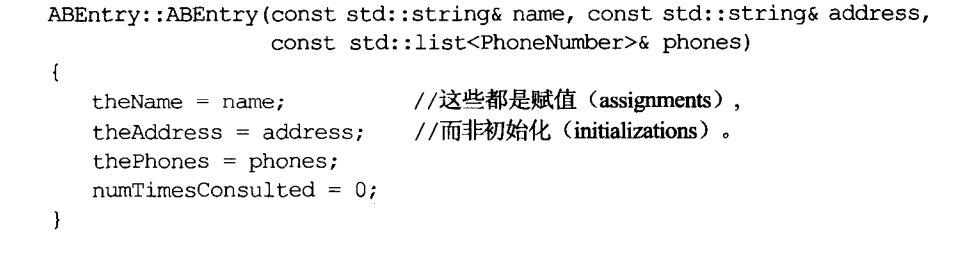 ABEntry::ABEntry(const std::string& name, const std::string& address,
                 const std::list<PhoneNumber>& phones)
{
   theName = name;            //这些都是赋值（assignments）,
   theAddress = address;      //而非初始化（initializations）。
   thePhones = phones;
   numTimesConsulted = 0;
}